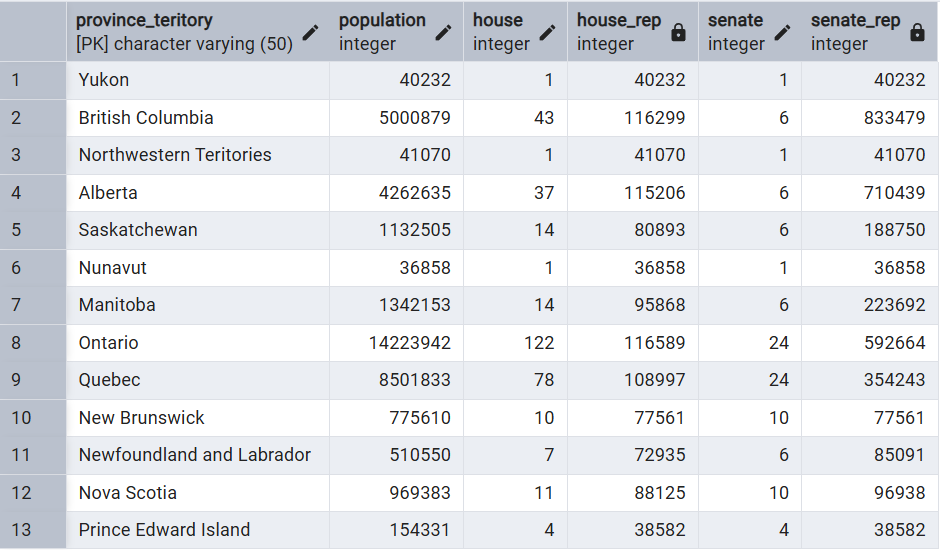 province_teritory population house house_rep senate senate_rep
[PK] character varying (50) integer integer integer integer integer
1 Yukon 40232 1 40232 1 40232
2 British Columbia 5000879 43 116299 6 833479
3 Northwestern Teritories 41070 1 41070 1 41070
4 Alberta 4262635 37 115206 6 710439
5 Saskatchewan 1132505 14 80893 6 188750
6 Nunavut 36858 1 36858 1 36858
7 Manitoba 1342153 14 95868 6 223692
8 Ontario 14223942 122 116589 24 592664
9 Quebec 8501833 78 108997 24 354243
10 New Brunswick 775610 10 77561 10 77561
11 Newfoundland and Labrador 510550 7 72935 6 85091
12 Nova Scotia 969383 11 88125 10 96938
13 Prince Edward Island 154331 4 38582 4 38582